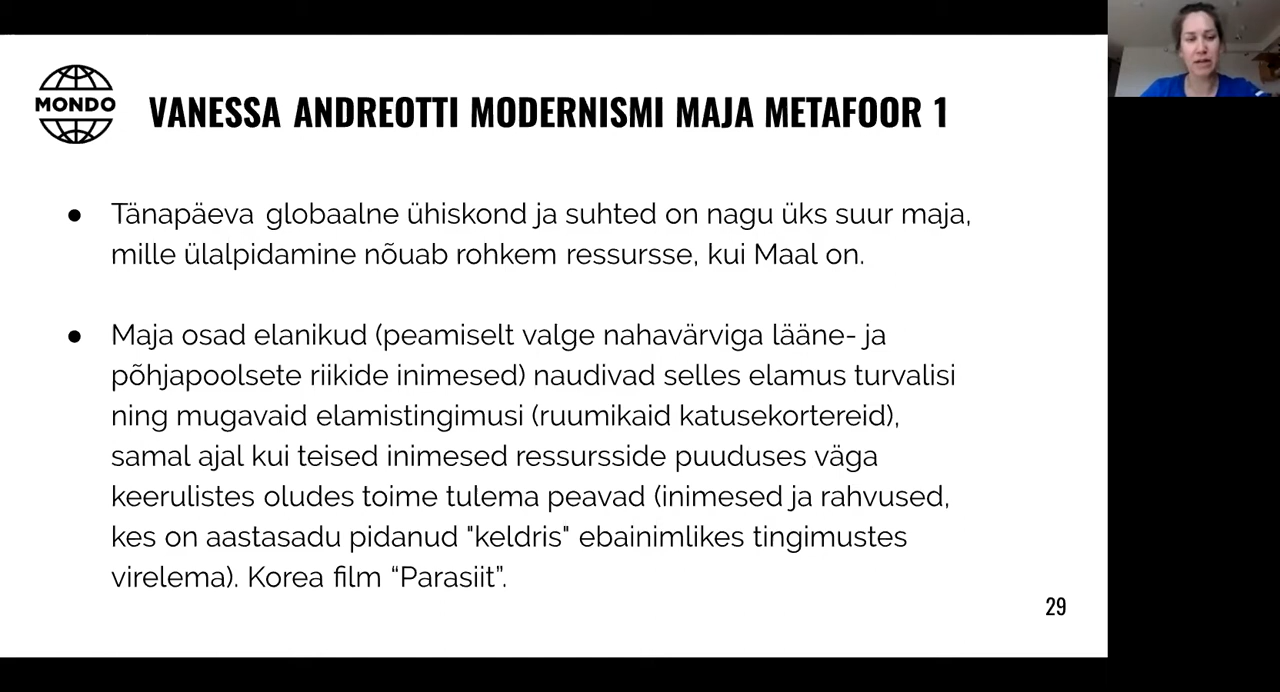 MONDO
VANESSA ANDREOTTI MODERNISMI MAJA METAFOOR 1
● Tänapäeva globaalne ühiskond ja suhted on nagu üks suur maja,
mille ülalpidamine nõuab rohkem ressursse, kui Maal on.
● Maja osad elanikud (peamiselt valge nahavärviga lääne- ja
põhjapoolsete riikide inimesed) naudivad selles elamus turvalisi
ning mugavaid elamistingimusi (ruumikaid katusekortereid),
samal ajal kui teised inimesed ressursside puuduses väga
keerulistes oludes toime tulema peavad (inimesed ja rahvused,
kes on aastasadu pidanud "keldris" ebainimlikes tingimustes
virelema). Korea film “Parasiit”.
29